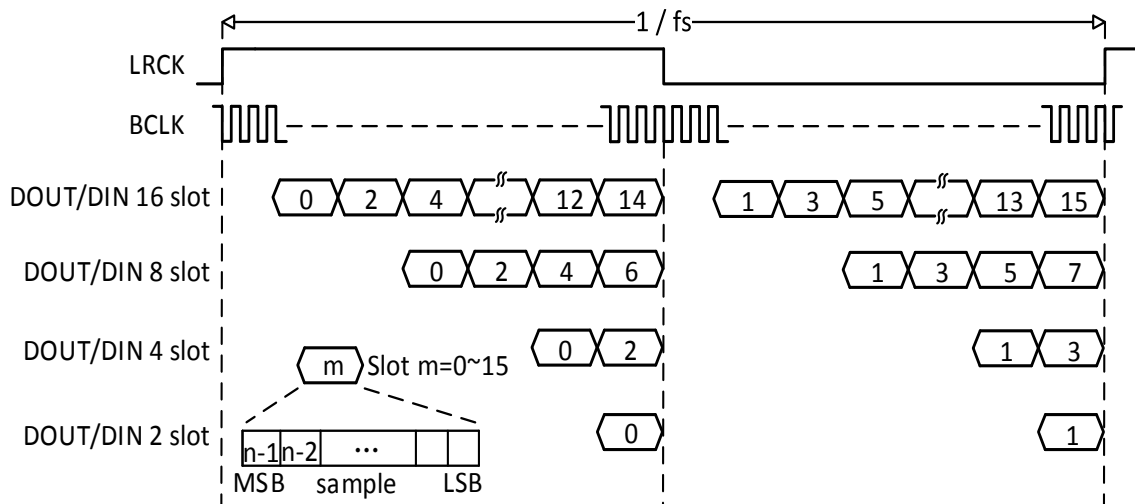 1 / fs
LRCK
BCLK
DOUT/DIN 16 slot 0 2 4 12 14 1 3 5 13 15
DOUT/DIN 8 slot 0 2 4 6 1 3 5 7
DOUT/DIN 4 slot 0 2 1 3
m Slot m=0~15
DOUT/DIN 2 slot 0 1
n-1 n-2 ...
MSB sample LSB